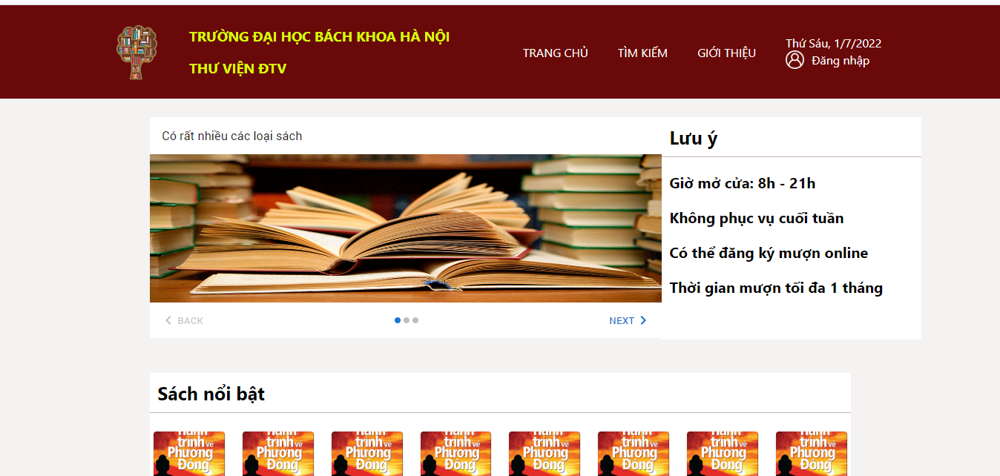 TRƯỜNG ĐẠI HỌC BÁCH KHOA HÀ NỘI
THƯ VIỆN ĐTV
TRANG CHỦ
TÌM KIẾM
GIỚI THIỆU
Thứ Sáu, 1/7/2022
Đăng nhập
Có rất nhiều các loại sách
BACK
NEXT
Lưu ý
Giờ mở cửa: 8h - 21h
Không phục vụ cuối tuần
Có thể đăng ký mượn online
Thời gian mượn tối đa 1 tháng
Sách nổi bật
Hành
trình về
Phương
Đông
Hành
trình về
Phương
Đông
Hành
trình về
Phương
Đông
Hành
trình về
Phương
Đông
Hành
trình về
Phương
Đông
Hành
trình về
Phương
Đông
Hành
trình về
Phương
Đông
Hành
trình về
Phương
Đông